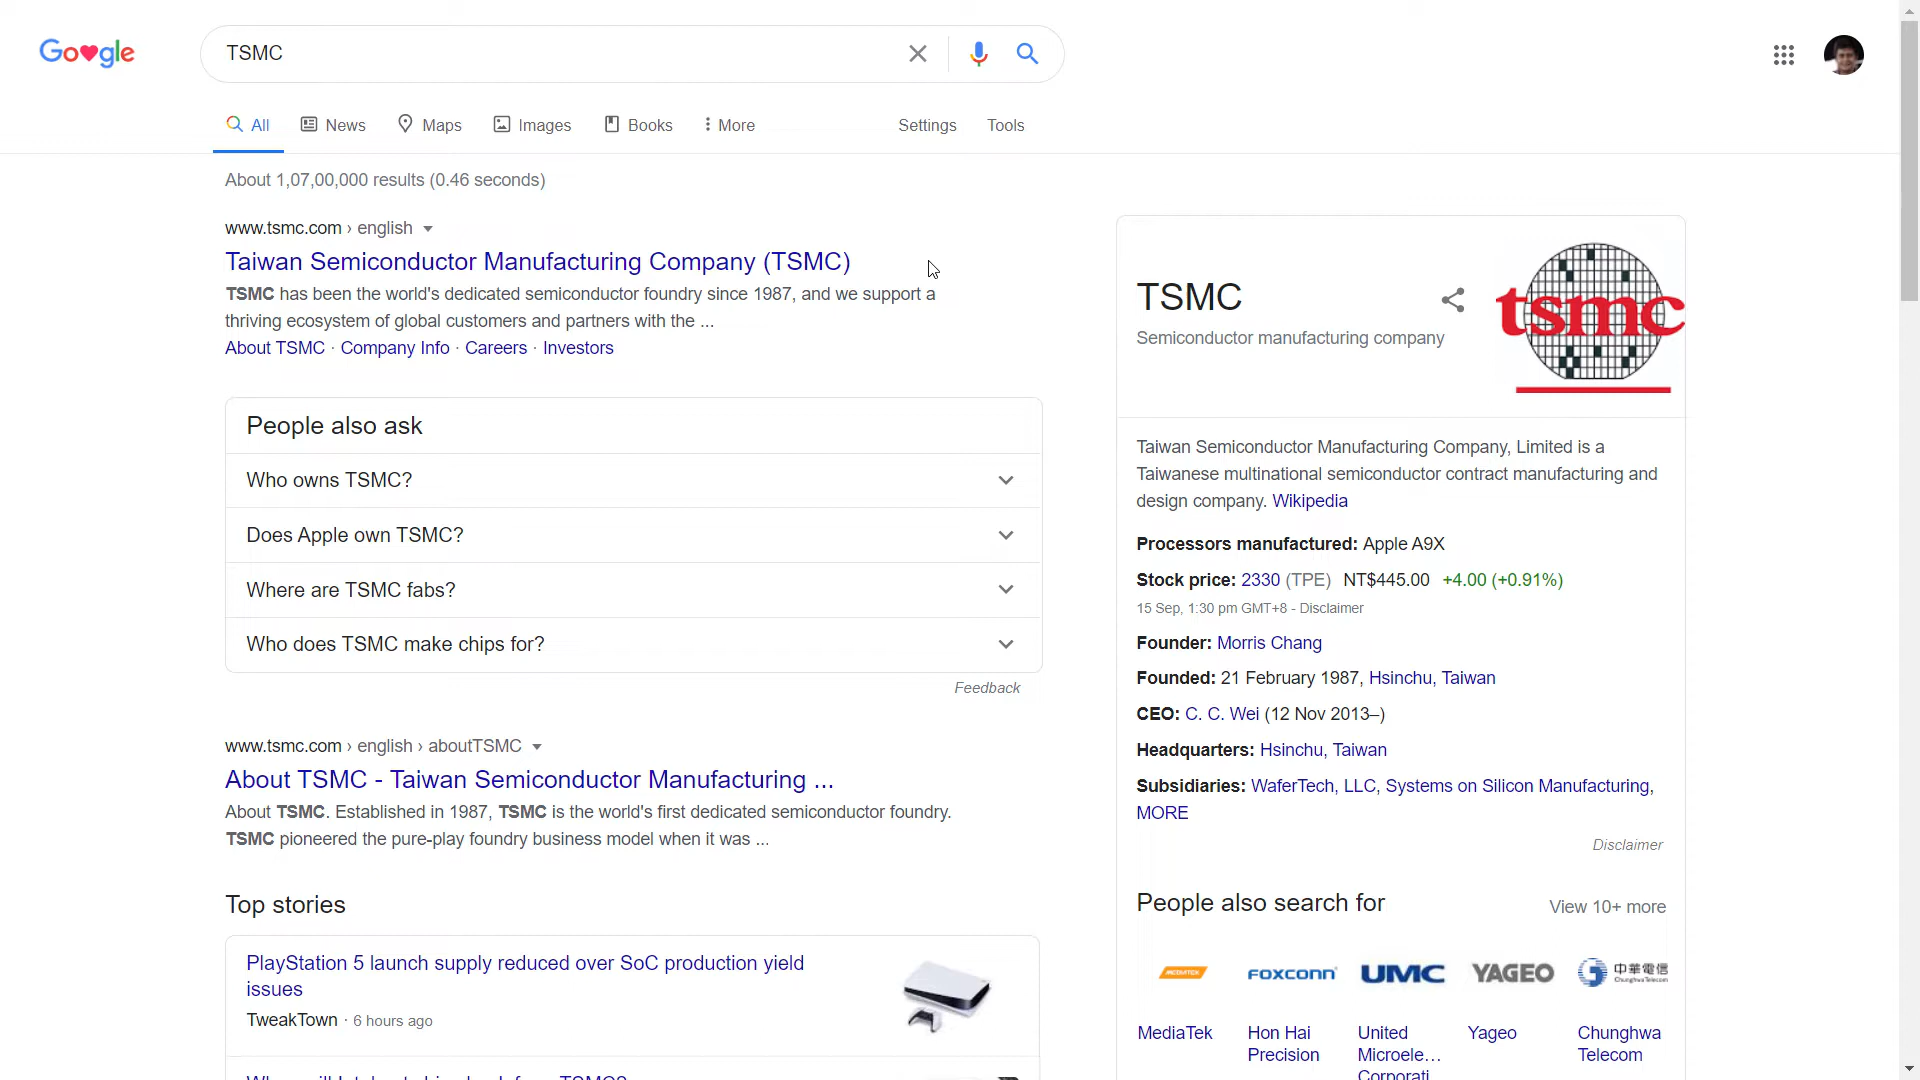 Google
TSMC
All
News
Maps
Images
Books
More
Settings
Tools
About 1,07,00,000 results (0.46 seconds)
www.tsmc.com › english
Taiwan Semiconductor Manufacturing Company (TSMC)
TSMC has been the world's dedicated semiconductor foundry since 1987, and we support a
thriving ecosystem of global customers and partners with the ...
About TSMC · Company Info · Careers · Investors
People also ask
Who owns TSMC?
Does Apple own TSMC?
Where are TSMC fabs?
Who does TSMC make chips for?
Feedback
www.tsmc.com › english › aboutTSMC
About TSMC - Taiwan Semiconductor Manufacturing ...
About TSMC. Established in 1987, TSMC is the world's first dedicated semiconductor foundry.
TSMC pioneered the pure-play foundry business model when it was ...
Top stories
PlayStation 5 launch supply reduced over SoC production yield
issues
TweakTown · 6 hours ago
TSMC
Semiconductor manufacturing company
tsmc
Taiwan Semiconductor Manufacturing Company, Limited is a
Taiwanese multinational semiconductor contract manufacturing and
design company. Wikipedia
Processors manufactured: Apple A9X
Stock price: 2330 (TPE) NT$445.00 +4.00 (+0.91%)
15 Sep, 1:30 pm GMT+8 - Disclaimer
Founder: Morris Chang
Founded: 21 February 1987, Hsinchu, Taiwan
CEO: C. C. Wei (12 Nov 2013–)
Headquarters: Hsinchu, Taiwan
Subsidiaries: WaferTech, LLC, Systems on Silicon Manufacturing,
MORE
Disclaimer
People also search for
View 10+ more
MEDIATEK
FOXCONN
UMC
YAGEO
中華電信
Chunghwa Telecom
MediaTek
Hon Hai
Precision
United
Microele...
Corporati
Yageo
Chunghwa
Telecom